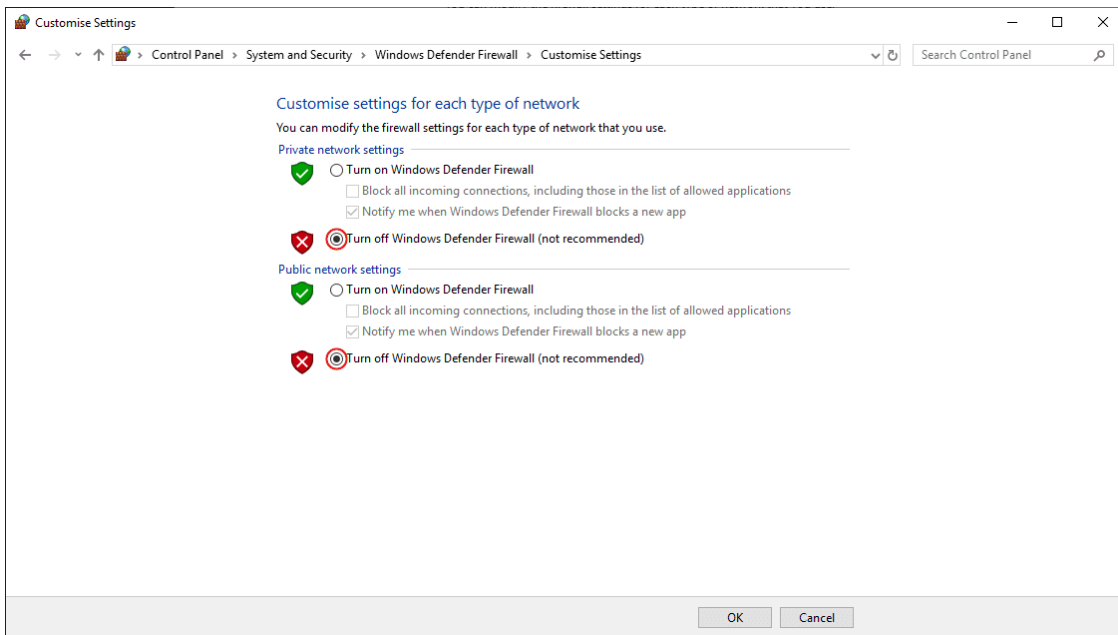 Customise Settings
Control Panel > System and Security > Windows Defender Firewall > Customise Settings
Search Control Panel
Customise settings for each type of network
You can modify the firewall settings for each type of network that you use.
Private network settings
Turn on Windows Defender Firewall
Block all incoming connections, including those in the list of allowed applications
Notify me when Windows Defender Firewall blocks a new app
Turn off Windows Defender Firewall (not recommended)
Public network settings
Turn on Windows Defender Firewall
Block all incoming connections, including those in the list of allowed applications
Notify me when Windows Defender Firewall blocks a new app
Turn off Windows Defender Firewall (not recommended)
OK
Cancel